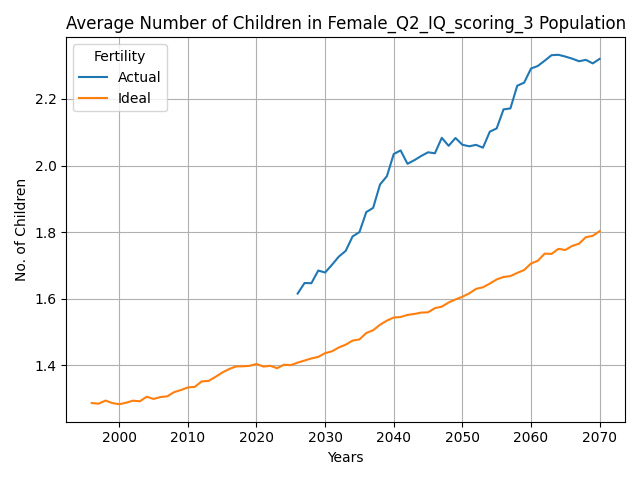 Average Number of Children in Female_Q2_IQ_scoring_3 Population
Fertility
Actual
Ideal
No. of Children
2.2
2.0
1.8
1.6
1.4
2000 2010 2020 2030 2040 2050 2060 2070
Years